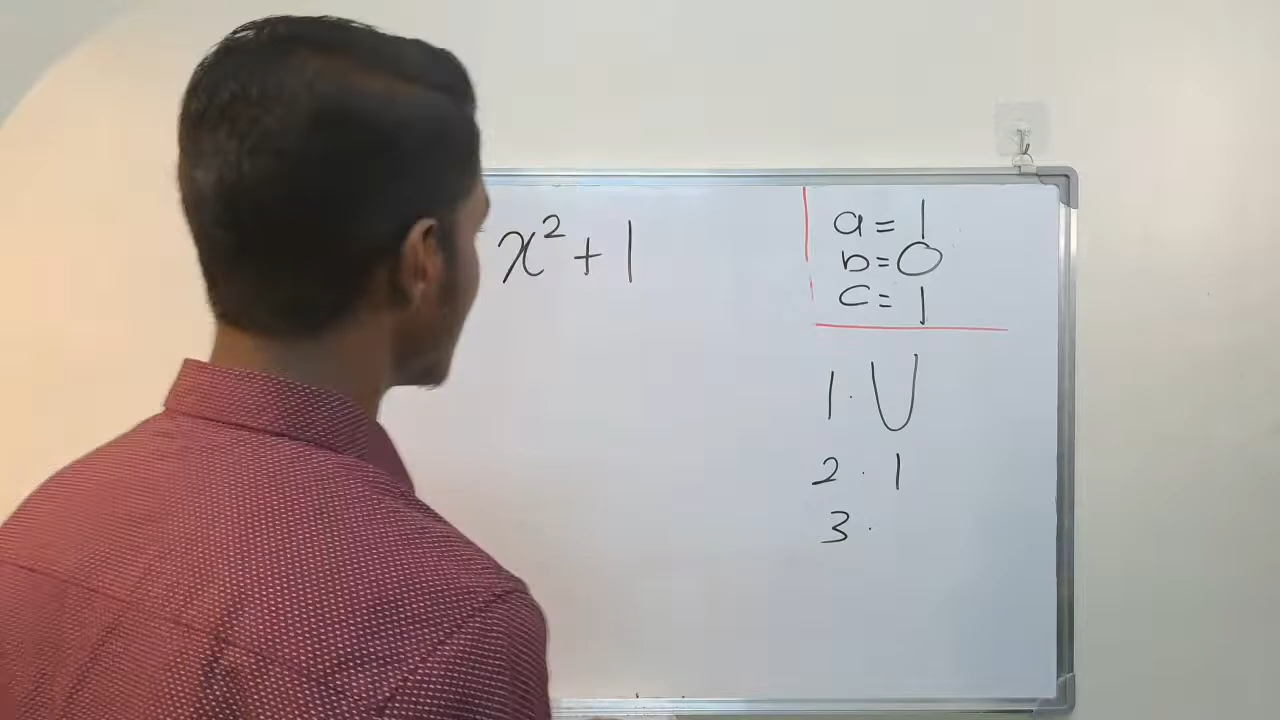 x² + 1
a = 1
b = 0
c = 1
1. U
2. 1
3.